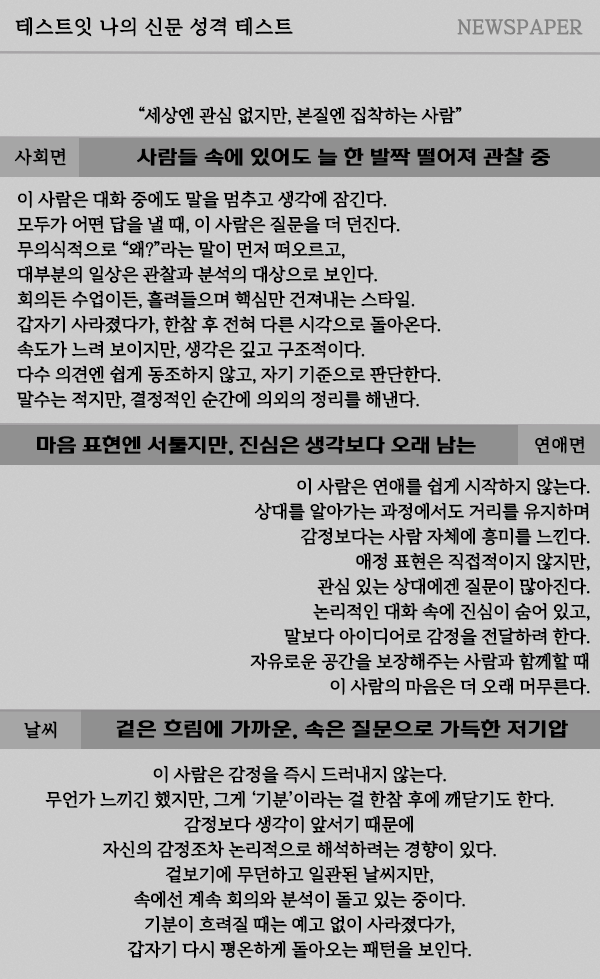 테스트잇 나의 신문 성격 테스트
NEWSPAPER
“세상엔 관심 없지만, 본질엔 집착하는 사람”
사회면
사람들 속에 있어도 늘 한 발짝 떨어져 관찰 중
이 사람은 대화 중에도 말을 멈추고 생각에 잠긴다.
모두가 어떤 답을 낼 때, 이 사람은 질문을 더 던진다.
무의식적으로 “왜?”라는 말이 먼저 떠오르고,
대부분의 일상은 관찰과 분석의 대상으로 보인다.
회의든 수업이든, 흘려들으며 핵심만 건져내는 스타일.
갑자기 사라졌다가, 한참 후 전혀 다른 시각으로 돌아온다.
속도가 느려 보이지만, 생각은 깊고 구조적이다.
다수 의견엔 쉽게 동조하지 않고, 자기 기준으로 판단한다.
말수는 적지만, 결정적인 순간에 의외의 정리를 해낸다.
마음 표현엔 서툴지만, 진심은 생각보다 오래 남는
연애면
이 사람은 연애를 쉽게 시작하지 않는다.
상대를 알아가는 과정에서도 거리를 유지하며
감정보다는 사람 자체에 흥미를 느낀다.
애정 표현은 직접적이지 않지만,
관심 있는 상대에겐 질문이 많아진다.
논리적인 대화 속에 진심이 숨어 있고,
말보다 아이디어로 감정을 전달하려 한다.
자유로운 공간을 보장해주는 사람과 함께할 때
이 사람의 마음은 더 오래 머무른다.
날씨
겉은 흐림에 가까운, 속은 질문으로 가득한 저기압
이 사람은 감정을 즉시 드러내지 않는다.
무언가 느끼긴 했지만, 그게 ‘기분’이라는 걸 한참 후에 깨닫기도 한다.
감정보다 생각이 앞서기 때문에
자신의 감정조차 논리적으로 해석하려는 경향이 있다.
겉보기에 무던하고 일관된 날씨지만,
속에선 계속 회의와 분석이 돌고 있는 중이다.
기분이 흐려질 때는 예고 없이 사라졌다가,
갑자기 다시 평온하게 돌아오는 패턴을 보인다.